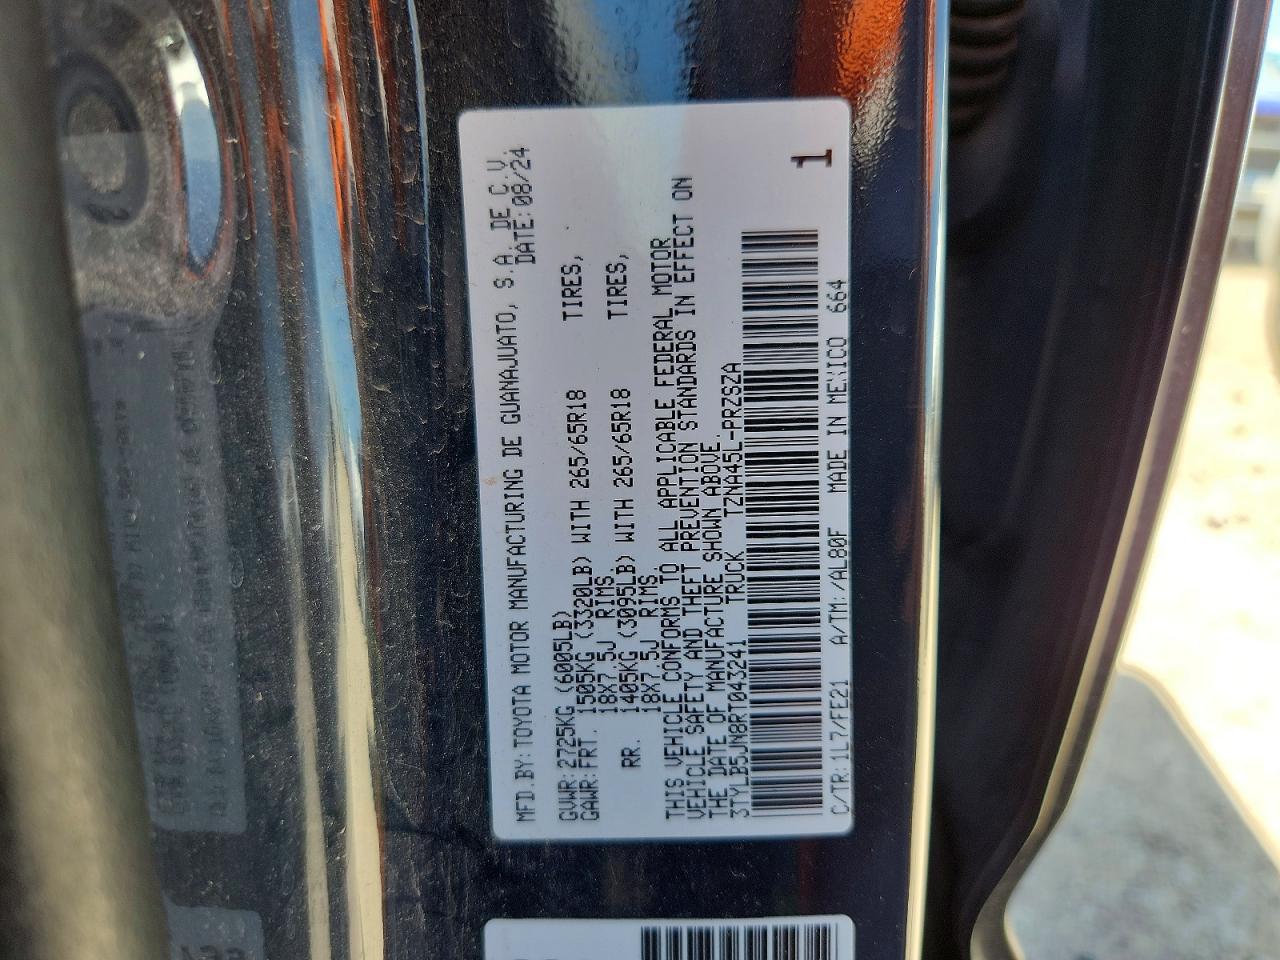 MFD.BY:TOYOTA MOTOR MANUFACTURING DE GUANAJUATO, S.A. DE C.V.
DATE:08/24
GVWR:2725KG (6005LB)
GAWR:FRT. 1505KG (3320LB) WITH 265/65R18 TIRES,
18X7.5J RIMS.
RR. 1405KG (3095LB) WITH 265/65R18 TIRES,
18X7.5J RIMS.
THIS VEHICLE CONFORMS TO ALL APPLICABLE FEDERAL MOTOR
VEHICLE SAFETY AND THEFT PREVENTION STANDARDS IN EFFECT ON
THE DATE OF MANUFACTURE SHOWN ABOVE.
3TYLB5JN8RT043241 TRUCK TZNA45L-PRZSZA
1
C/TR:1L7/FE21 A/TM:/AL80F MADE IN MEXICO 664